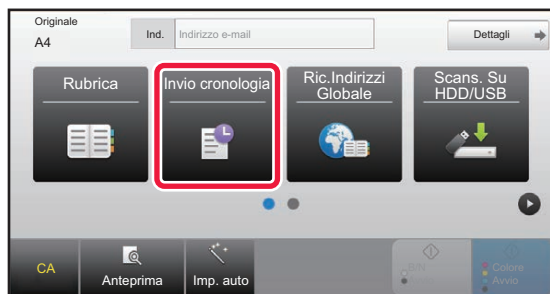 Originale
A4
Ind.
Indirizzo e-mail
Dettagli
Rubrica
Invio cronologia
Ric.Indirizzi
Globale
Scans. Su
HDD/USB
CA
Anteprima
Imp. auto
B/N
Colore
Avvio